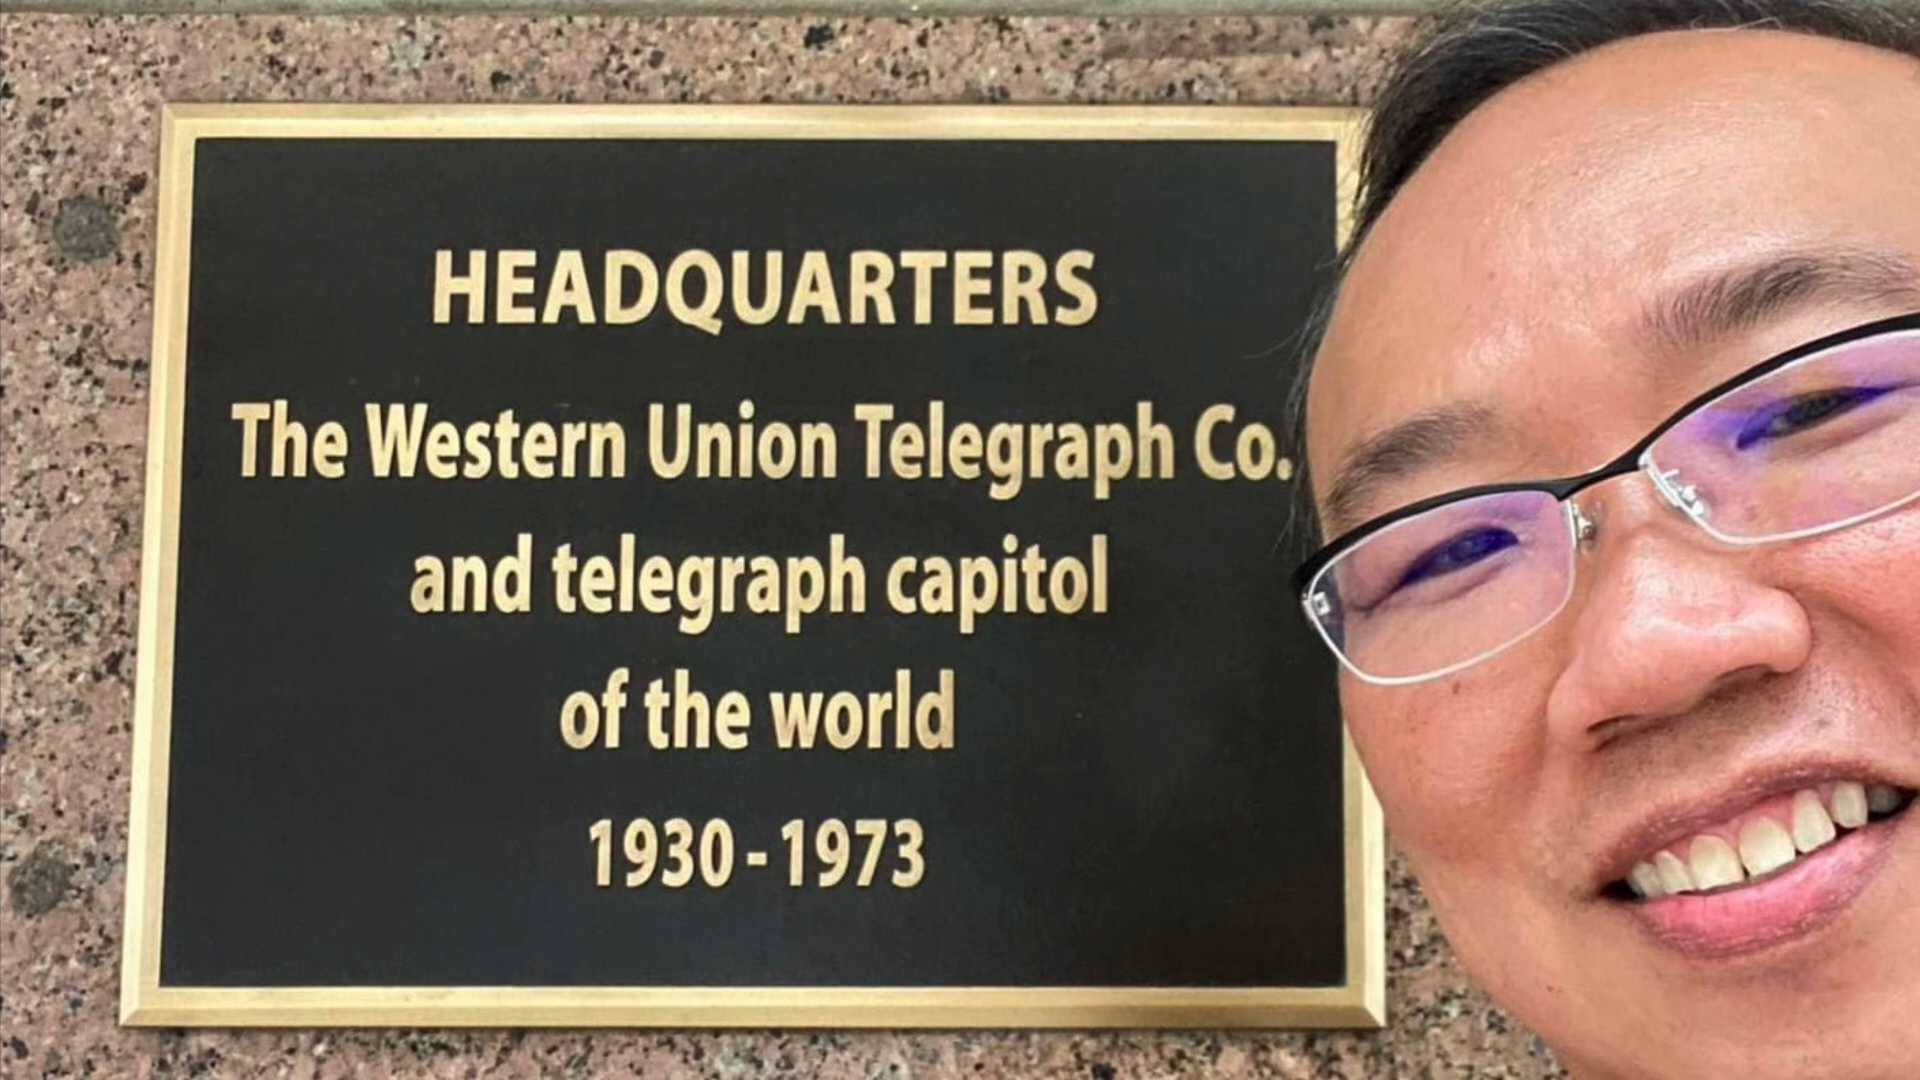 HEADQUARTERS
The Western Union Telegraph Co.
and telegraph capitol
of the world
1930 - 1973